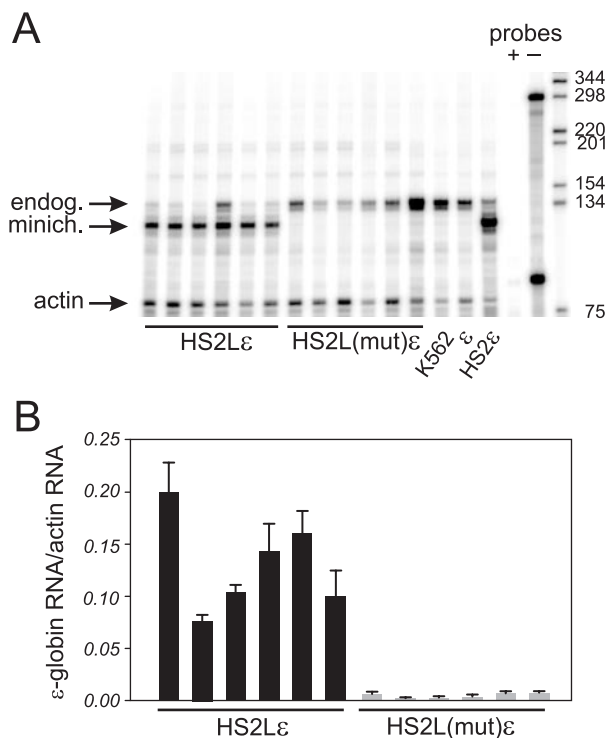 A
probes
+ –
344
298
220
201
154
134
75
endog.
minich.
actin
HS2Lε
HS2L(mut)ε
K562
ε
HS2ε
B
ε-globin RNA/actin RNA
0.25
0.20
0.15
0.10
0.05
0.00
HS2Lε
HS2L(mut)ε